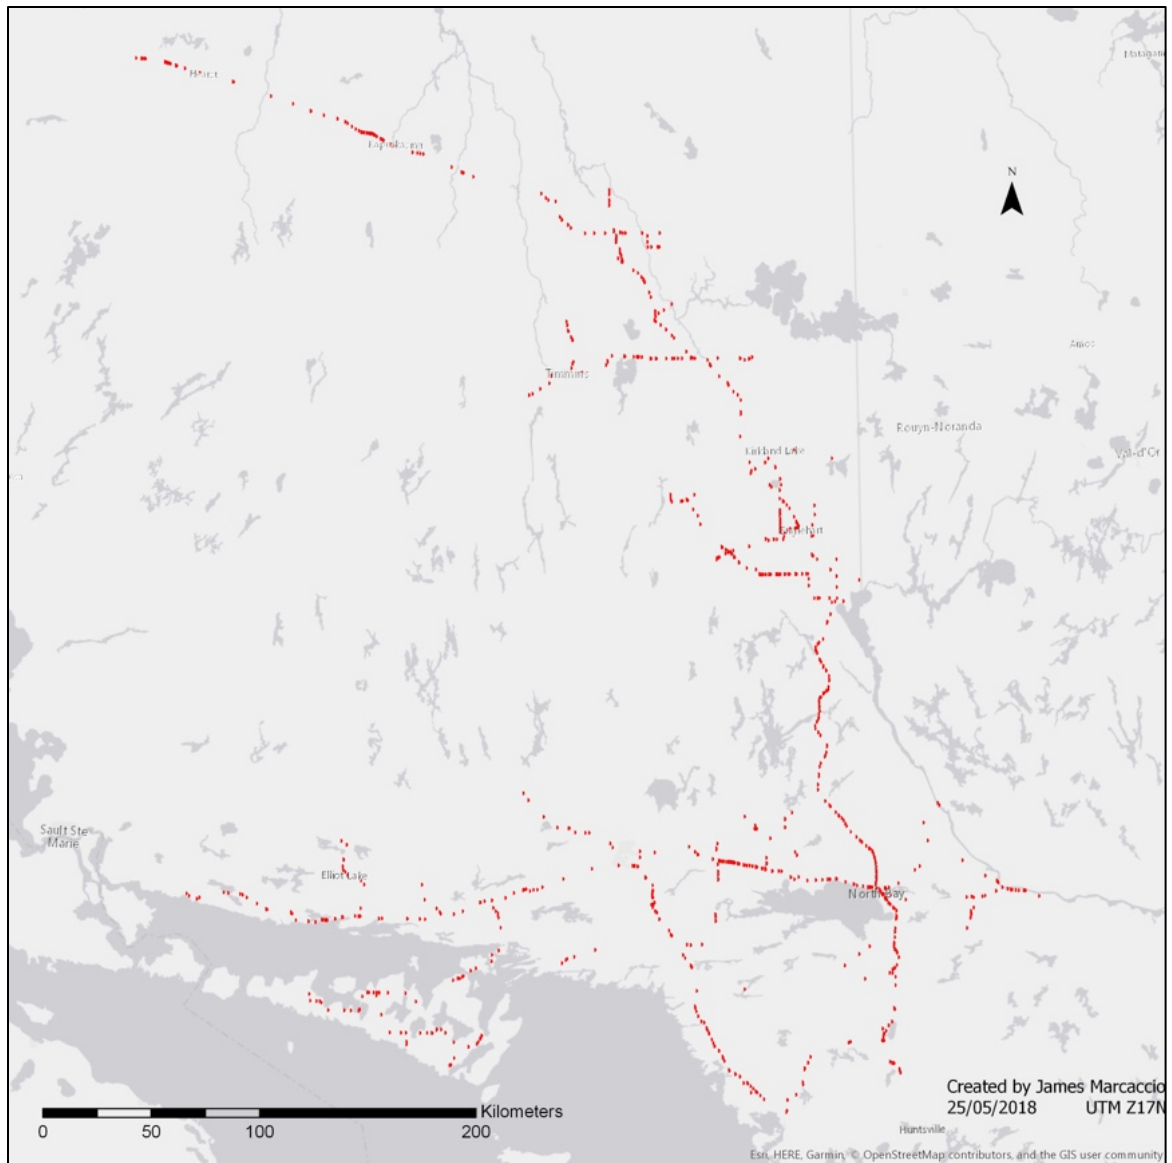 Hearst
Kapuskasing
N
Amos
Timmins
Rouyn-Noranda
Kirkland Lake
Val-d'Or
Englehart
Sault Ste
Marie
Elliot Lake
North Bay
Created by James Marcaccio
25/05/2018 UTM Z17N
Kilometers
0 50 100 200
Huntsville
Esri, HERE, Garmin, © OpenStreetMap contributors, and the GIS user community